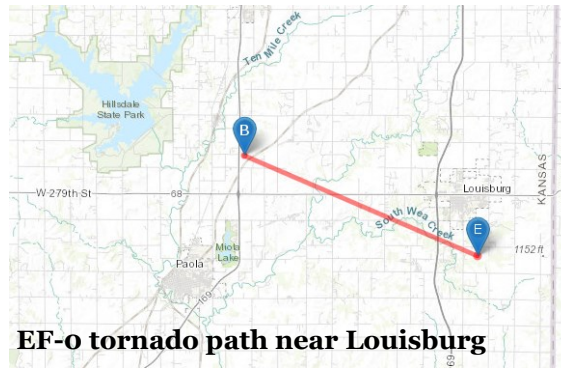 Ten Mile Creek
Hillsdale
State Park
B
W 279th St
68
Louisburg
KANSAS
South Wea Creek
E
1152 ft
Miola
Lake
Paola
169
69
EF-0 tornado path near Louisburg